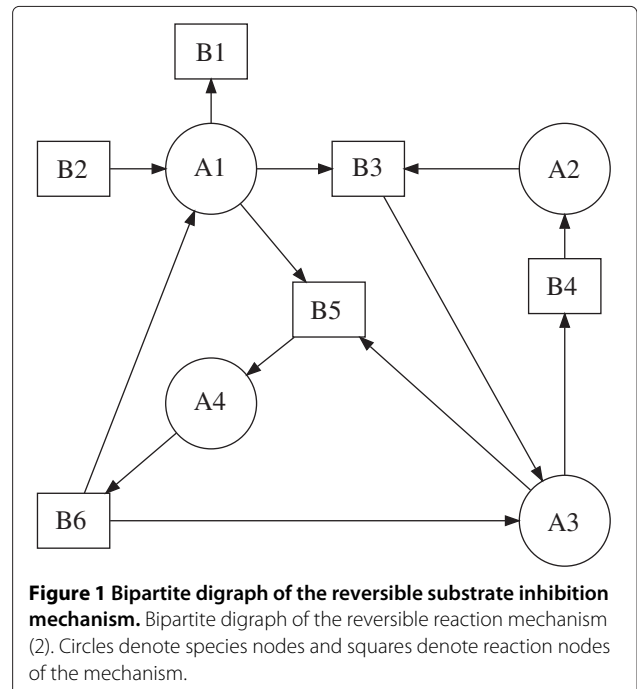 B1
B2
A1
B3
A2
B4
B5
A4
B6
A3
Figure 1 Bipartite digraph of the reversible substrate inhibition
mechanism. Bipartite digraph of the reversible reaction mechanism
(2). Circles denote species nodes and squares denote reaction nodes
of the mechanism.